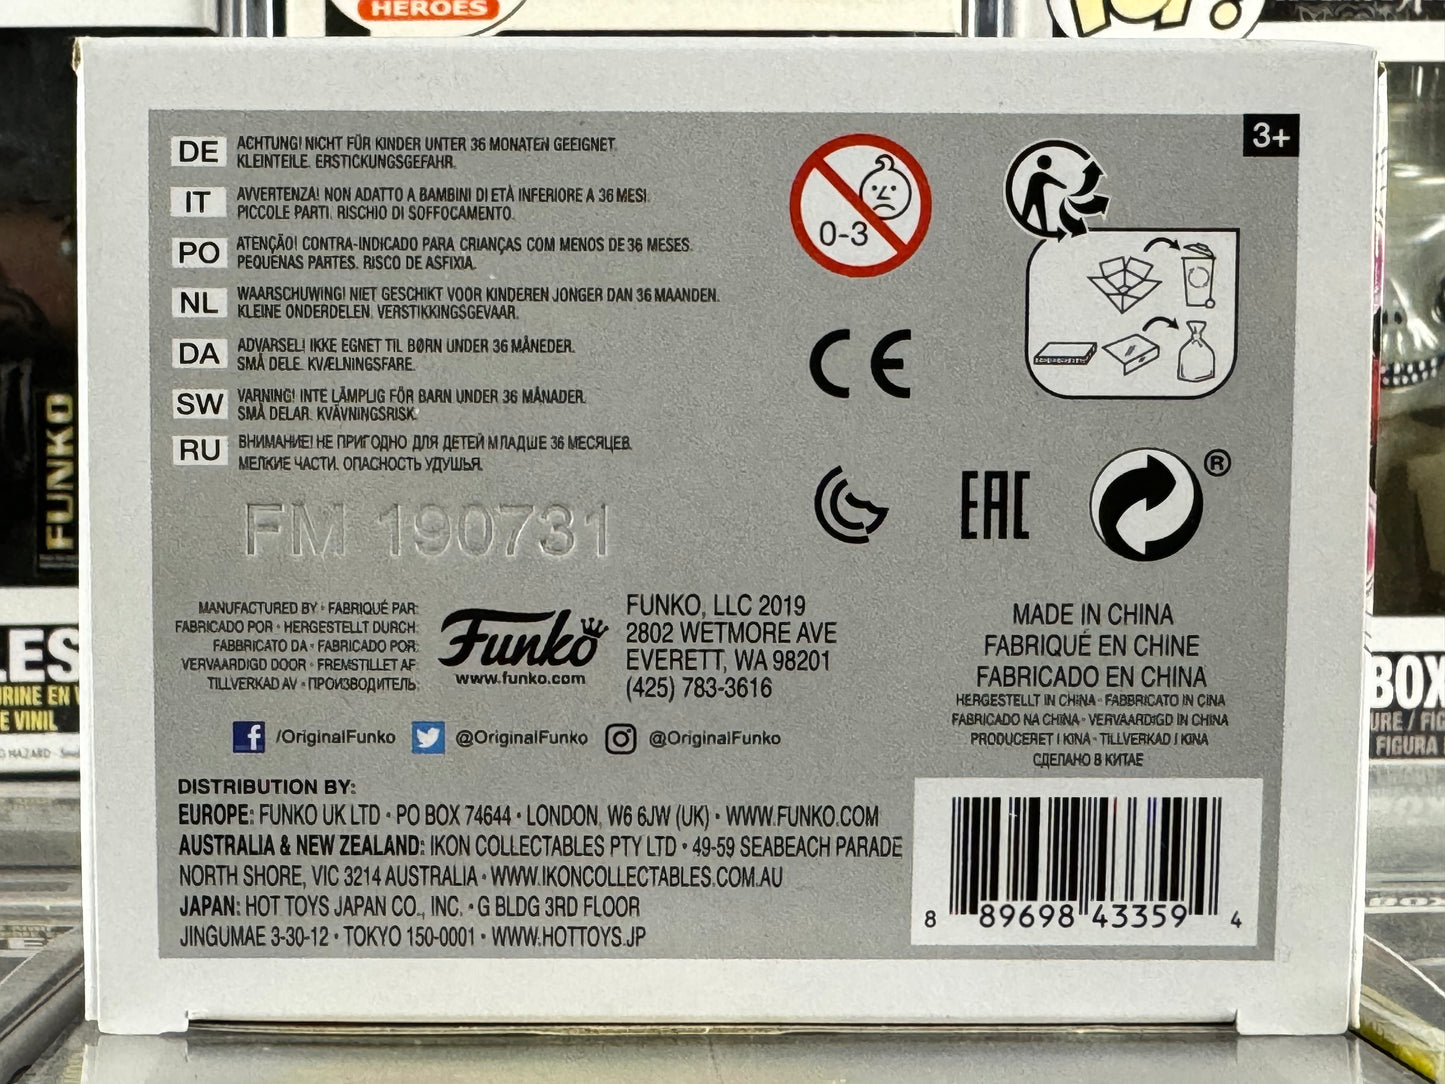 HEROES
POP!
3+
DE ACHTUNG! NICHT FÜR KINDER UNTER 36 MONATEN GEEIGNET.
KLEINTEILE. ERSTICKUNGSGEFAHR.
IT AVVERTENZA! NON ADATTO A BAMBINI DI ETÀ INFERIORE A 36 MESI.
PICCOLE PARTI. RISCHIO DI SOFFOCAMENTO.
PO ATENÇÃO! CONTRA-INDICADO PARA CRIANÇAS COM MENOS DE 36 MESES.
PEQUENAS PARTES. RISCO DE ASFIXIA.
NL WAARSCHUWING! NIET GESCHIKT VOOR KINDEREN JONGER DAN 36 MAANDEN.
KLEINE ONDERDELEN. VERSTIKKINGSGEVAAR.
DA ADVARSEL! IKKE EGNET TIL BØRN UNDER 36 MÅNEDER.
SMÅ DELE. KVÆLNINGSFARE.
SW VARNING! INTE LÄMPLIG FÖR BARN UNDER 36 MÅNADER.
SMÅ DELAR. KVÄVNINGSRISK.
RU ВНИМАНИЕ! НЕ ПРИГОДНО ДЛЯ ДЕТЕЙ МЛАДШЕ 36 МЕСЯЦЕВ.
МЕЛКИЕ ЧАСТИ. ОПАСНОСТЬ УДУШЬЯ.
0-3
CE
EAC
®
FM 190731
MANUFACTURED BY • FABRIQUÉ PAR:
FABRICADO POR • HERGESTELLT DURCH:
FABBRICATO DA • FABRICADO POR:
VERVAARDIGD DOOR • FREMSTILLET AF:
TILLVERKAD AV • ПРОИЗВОДИТЕЛЬ:
Funko
www.funko.com
FUNKO, LLC 2019
2802 WETMORE AVE
EVERETT, WA 98201
(425) 783-3616
MADE IN CHINA
FABRIQUÉ EN CHINE
FABRICADO EN CHINA
HERGESTELLT IN CHINA • FABBRICATO IN CINA
FABRICADO NA CHINA • VERVAARDIGD IN CHINA
PRODUCERET I KINA • TILLVERKAD I KINA
СДЕЛАНО В КИТАЕ
f /OriginalFunko @OriginalFunko @OriginalFunko
DISTRIBUTION BY:
EUROPE: FUNKO UK LTD • PO BOX 74644 • LONDON, W6 6JW (UK) • WWW.FUNKO.COM
AUSTRALIA & NEW ZEALAND: IKON COLLECTABLES PTY LTD • 49-59 SEABEACH PARADE
NORTH SHORE, VIC 3214 AUSTRALIA • WWW.IKONCOLLECTABLES.COM.AU
JAPAN: HOT TOYS JAPAN CO., INC. • G BLDG 3RD FLOOR
JINGUMAE 3-30-12 • TOKYO 150-0001 • WWW.HOTTOYS.JP
8 89698 43359 4
FUNKO
E VINIL
BOX
FIGURA